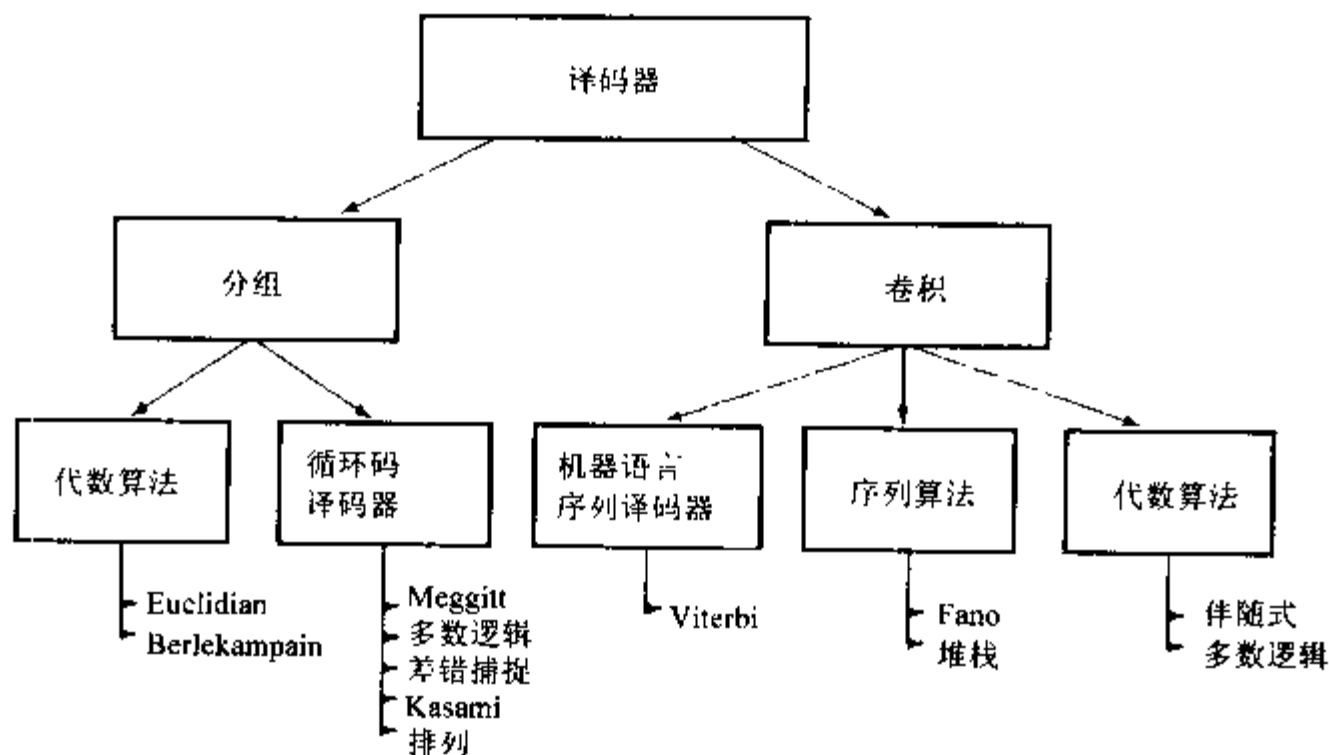 译码器
分组
卷积
代数算法
循环码
译码器
机器语言
序列译码器
序列算法
代数算法
Euclidian
Berlekampain
Meggitt
多数逻辑
差错捕捉
Kasami
排列
Viterbi
Fano
堆栈
伴随式
多数逻辑